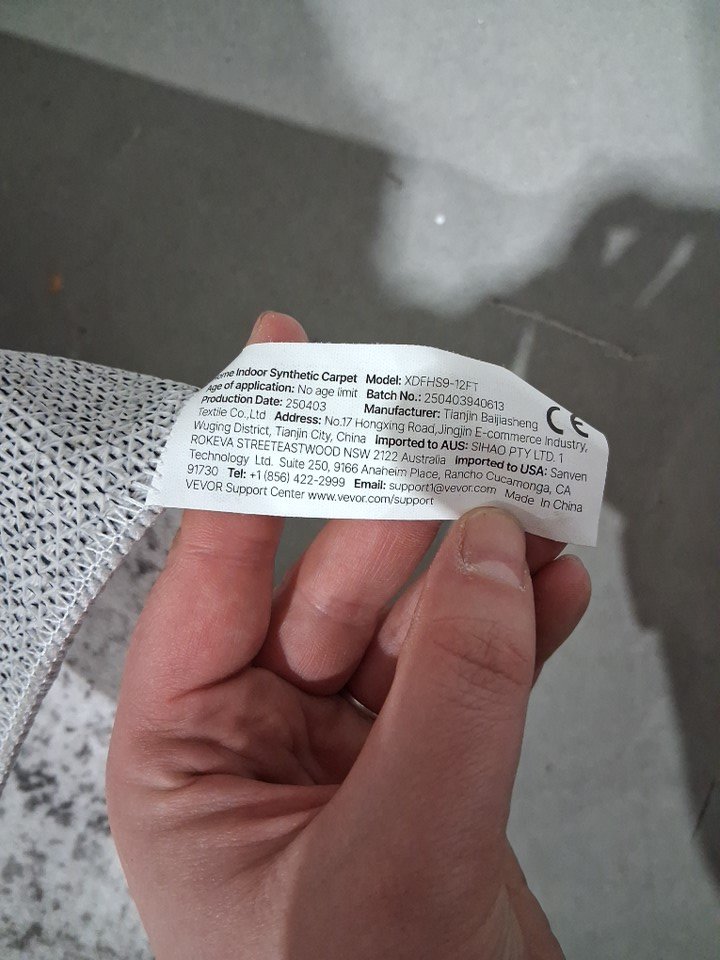 Home Indoor Synthetic Carpet Model: XDFHS9-12FT
Age of application: No age limit Batch No.: 250403940613
Production Date: 250403 Manufacturer: Tianjin Baijiasheng
Textile Co.,Ltd Address: No.17 Hongxing Road,Jingjin E-commerce Industry,
Wuging District, Tianjin City, China Imported to AUS: SIHAO PTY LTD. 1
ROKEVA STREETEASTWOOD NSW 2122 Australia Imported to USA: Sanven
Technology Ltd. Suite 250, 9166 Anaheim Place, Rancho Cucamonga, CA
91730 Tel: +1 (856) 422-2999 Email: support1@vevor.com Made In China
VEVOR Support Center www.vevor.com/support
CE